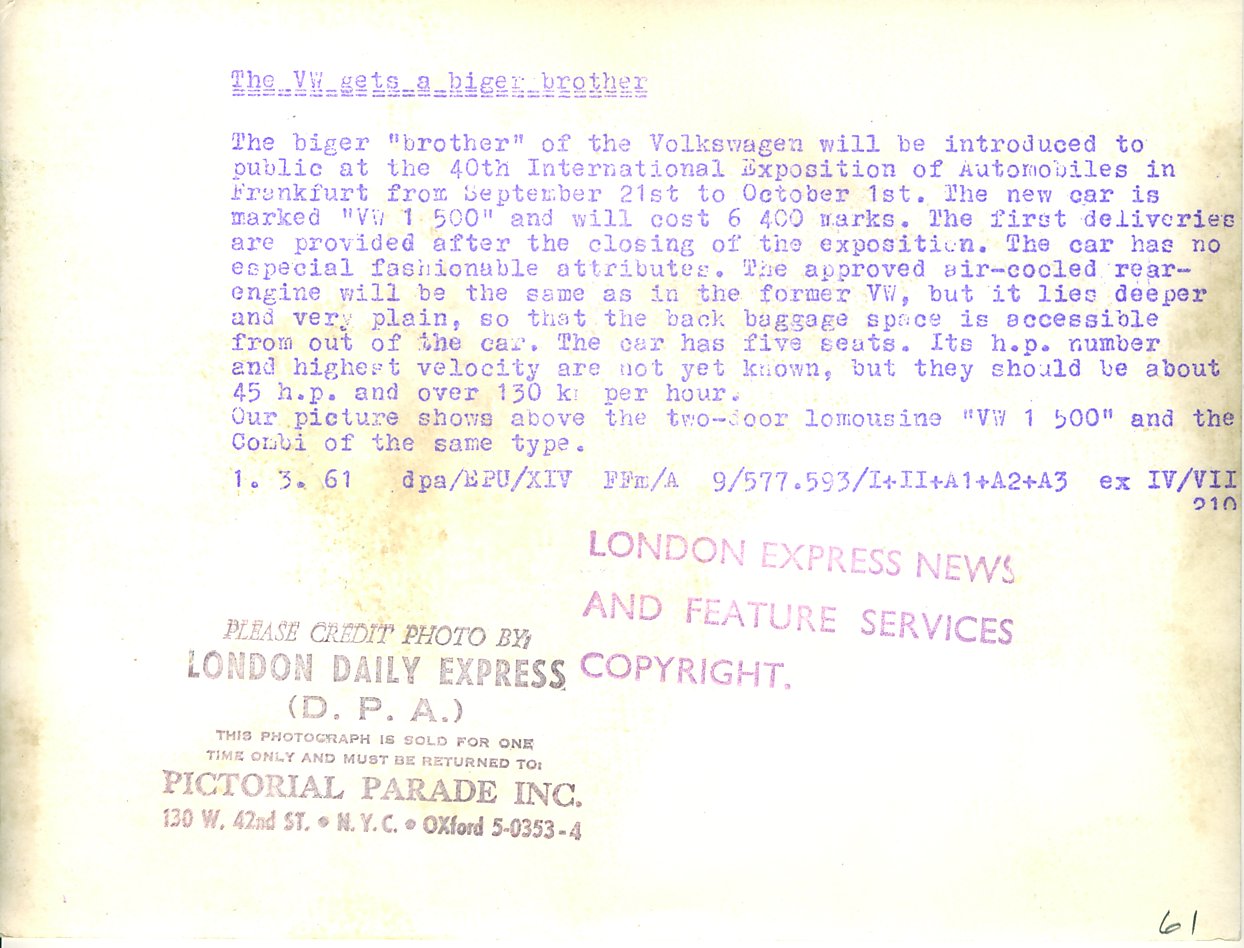 The VW gets a biger brother
The biger "brother" of the Volkswagen will be introduced to
public at the 40th International Exposition of Automobiles in
Frankfurt from September 21st to October 1st. The new car is
marked "VW 1 500" and will cost 6 400 marks. The first deliveries
are provided after the closing of the exposition. The car has no
especial fashionable attributes. The approved air-cooled rear-
engine will be the same as in the former VW, but it lies deeper
and very plain, so that the back baggage space is accessible
from out of the car. The car has five seats. Its h.p. number
and highest velocity are not yet known, but they should be about
45 h.p. and over 130 km per hour.
Our picture shows above the two-door lomousine "VW 1 500" and the
Combi of the same type.
1. 3. 61 dpa/EPU/XIV FFm/A 9/577.593/I+II+A1+A2+A3 ex IV/VII
210
LONDON EXPRESS NEWS
AND FEATURE SERVICES
COPYRIGHT.
PLEASE CREDIT PHOTO BY:
LONDON DAILY EXPRESS
(D. P. A.)
THIS PHOTOGRAPH IS SOLD FOR ONE
TIME ONLY AND MUST BE RETURNED TO:
PICTORIAL PARADE INC.
130 W. 42nd ST. • N.Y.C. • OXford 5-0353-4
61